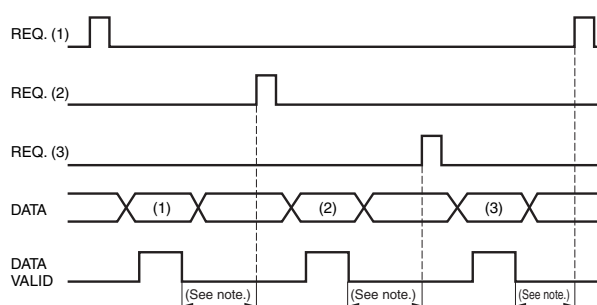 REQ. (1)
REQ. (2)
REQ. (3)
DATA
(1)
(2)
(3)
DATA
VALID
(See note.)
(See note.)
(See note.)